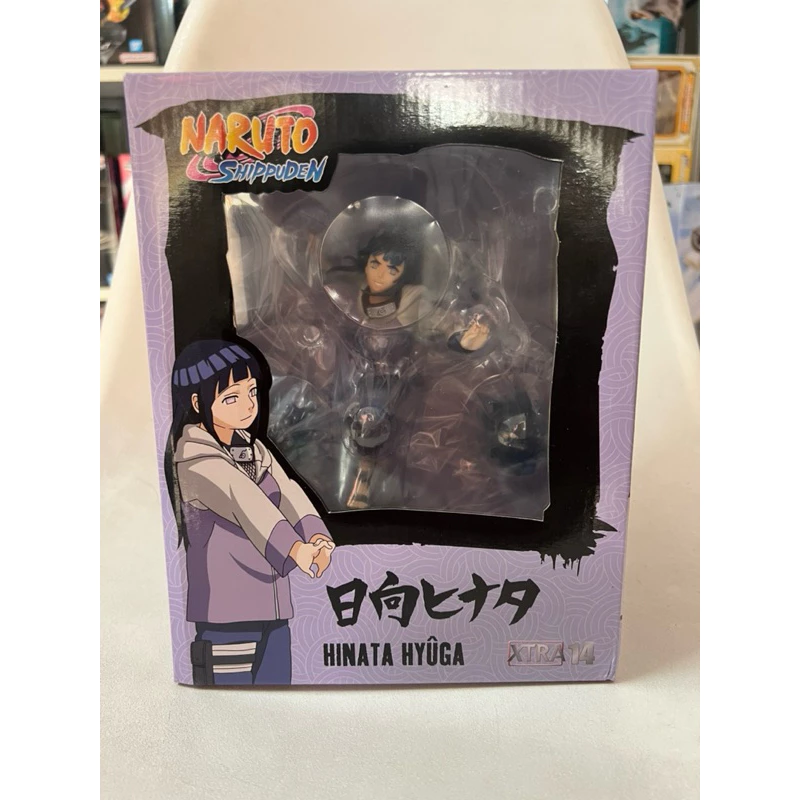 NARUTO
SHIPPUDEN
日向ヒナタ
HINATA HYÛGA
XTRA 14